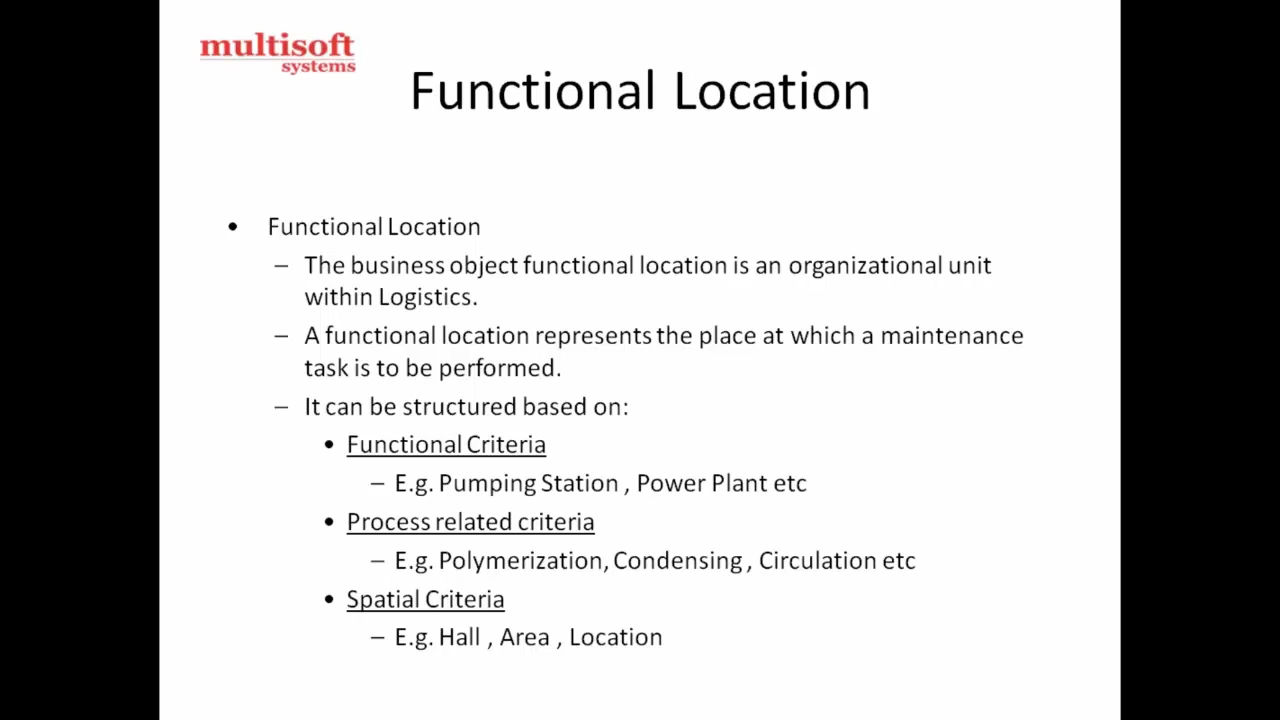 multisoft
systems
Functional Location
• Functional Location
– The business object functional location is an organizational unit
within Logistics.
– A functional location represents the place at which a maintenance
task is to be performed.
– It can be structured based on:
• Functional Criteria
– E.g. Pumping Station , Power Plant etc
• Process related criteria
– E.g. Polymerization, Condensing , Circulation etc
• Spatial Criteria
– E.g. Hall , Area , Location